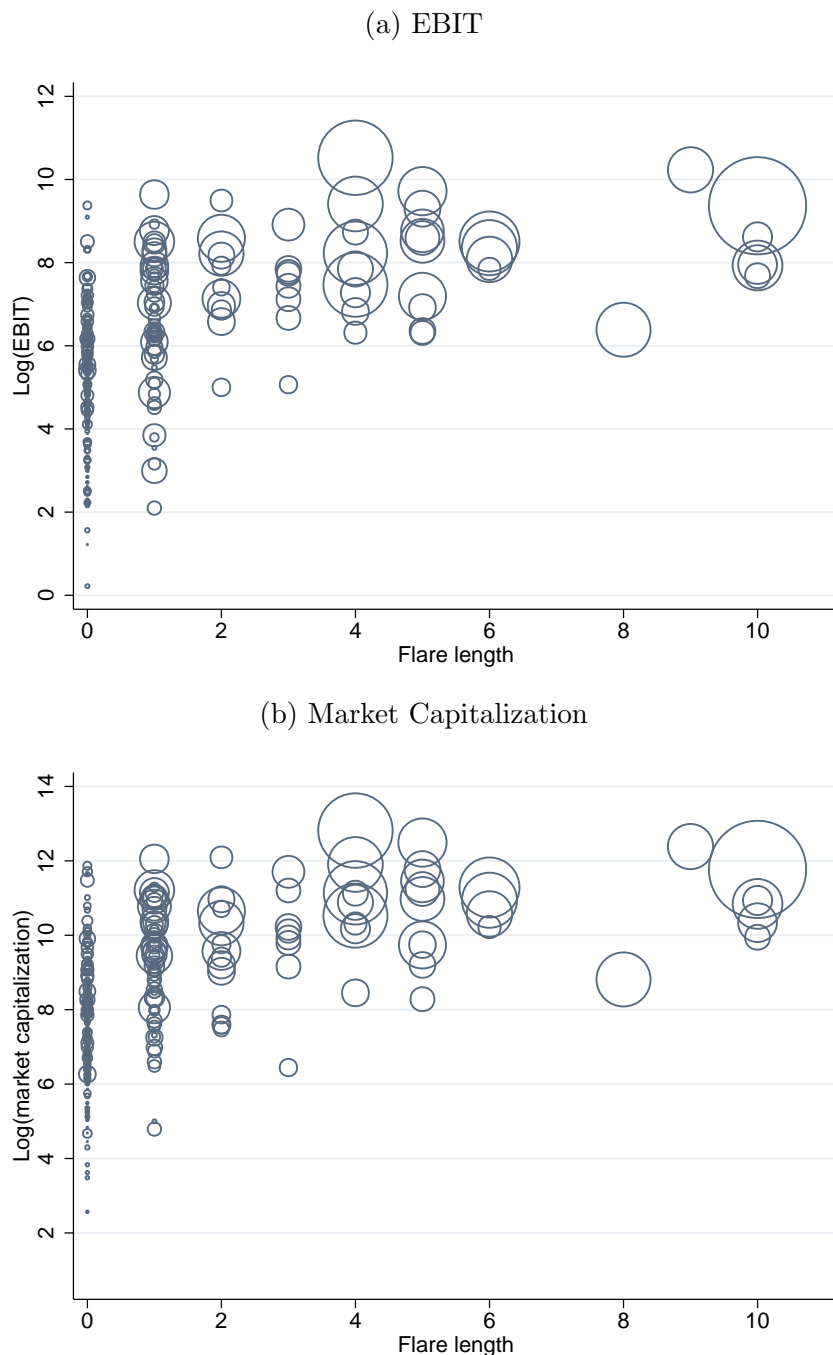 (a) EBIT
12
10
8
6
4
2
0
Log(EBIT)
0 2 4 6 8 10
Flare length
(b) Market Capitalization
14
12
10
8
6
4
2
Log(market capitalization)
0 2 4 6 8 10
Flare length